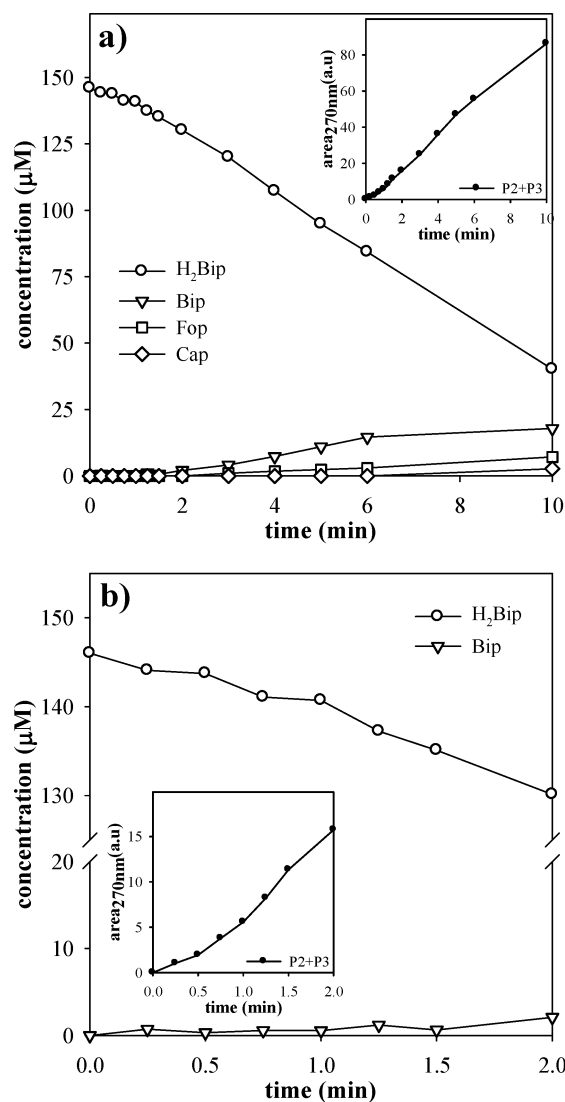 a)
concentration (μM)
150
125
100
75
50
25
0
0
2
4
6
8
10
time (min)
H₂Bip
Bip
Fop
Cap
area270nm(a.u)
80
60
40
20
0
0
2
4
6
8
10
time (min)
P2+P3
b)
concentration (μM)
150
140
130
20
10
0
0.0
0.5
1.0
1.5
2.0
time (min)
H₂Bip
Bip
area270nm(a.u)
15
10
5
0
0.0
0.5
1.0
1.5
2.0
time (min)
P2+P3